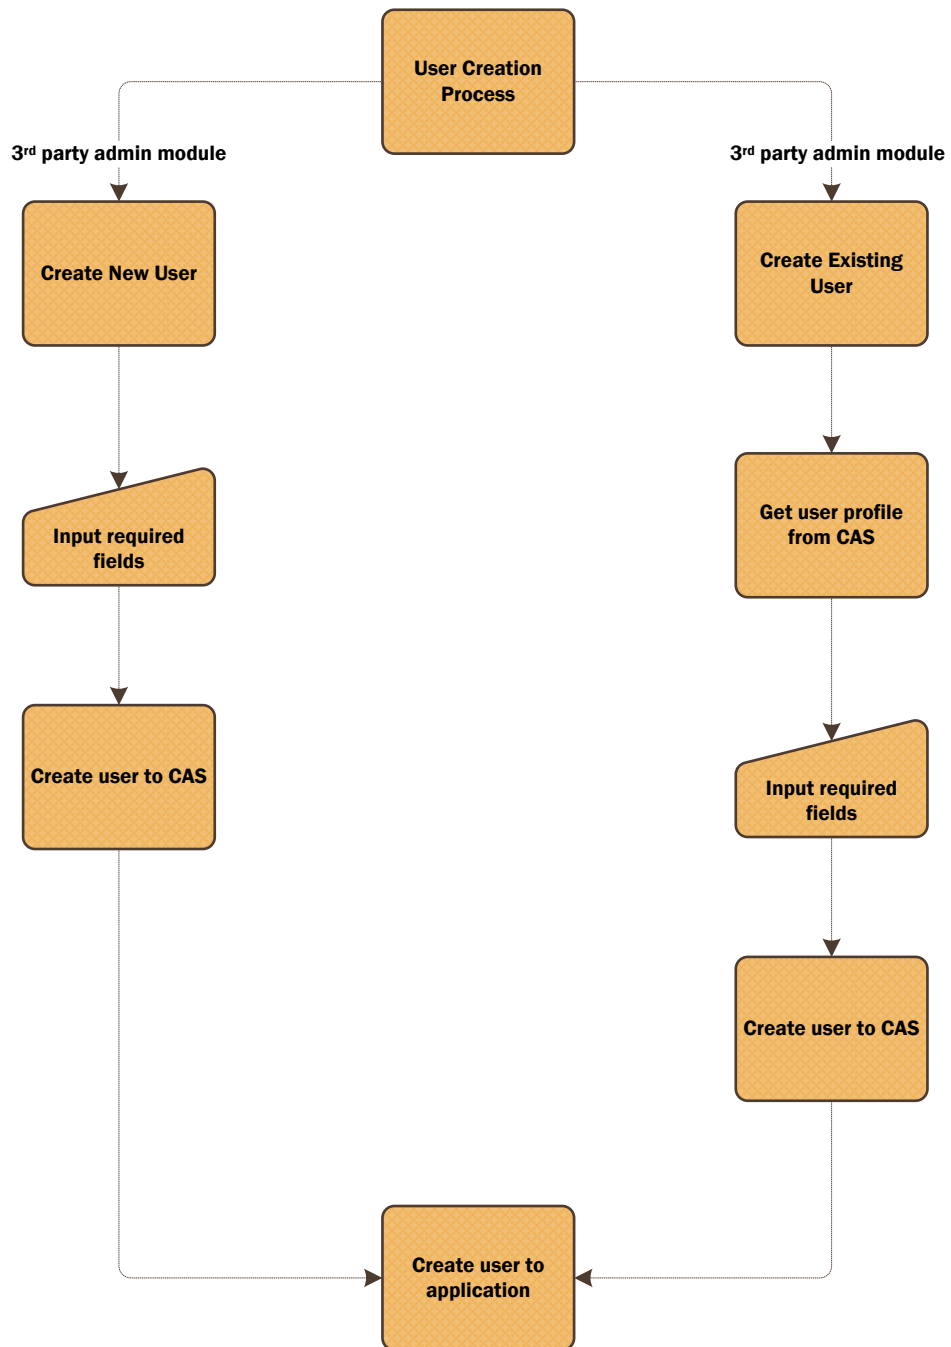 User Creation
Process
3rd party admin module
3rd party admin module
Create New User
Create Existing
User
Get user profile
from CAS
Input required
fields
Create user to CAS
Input required
fields
Create user to CAS
Create user to
application